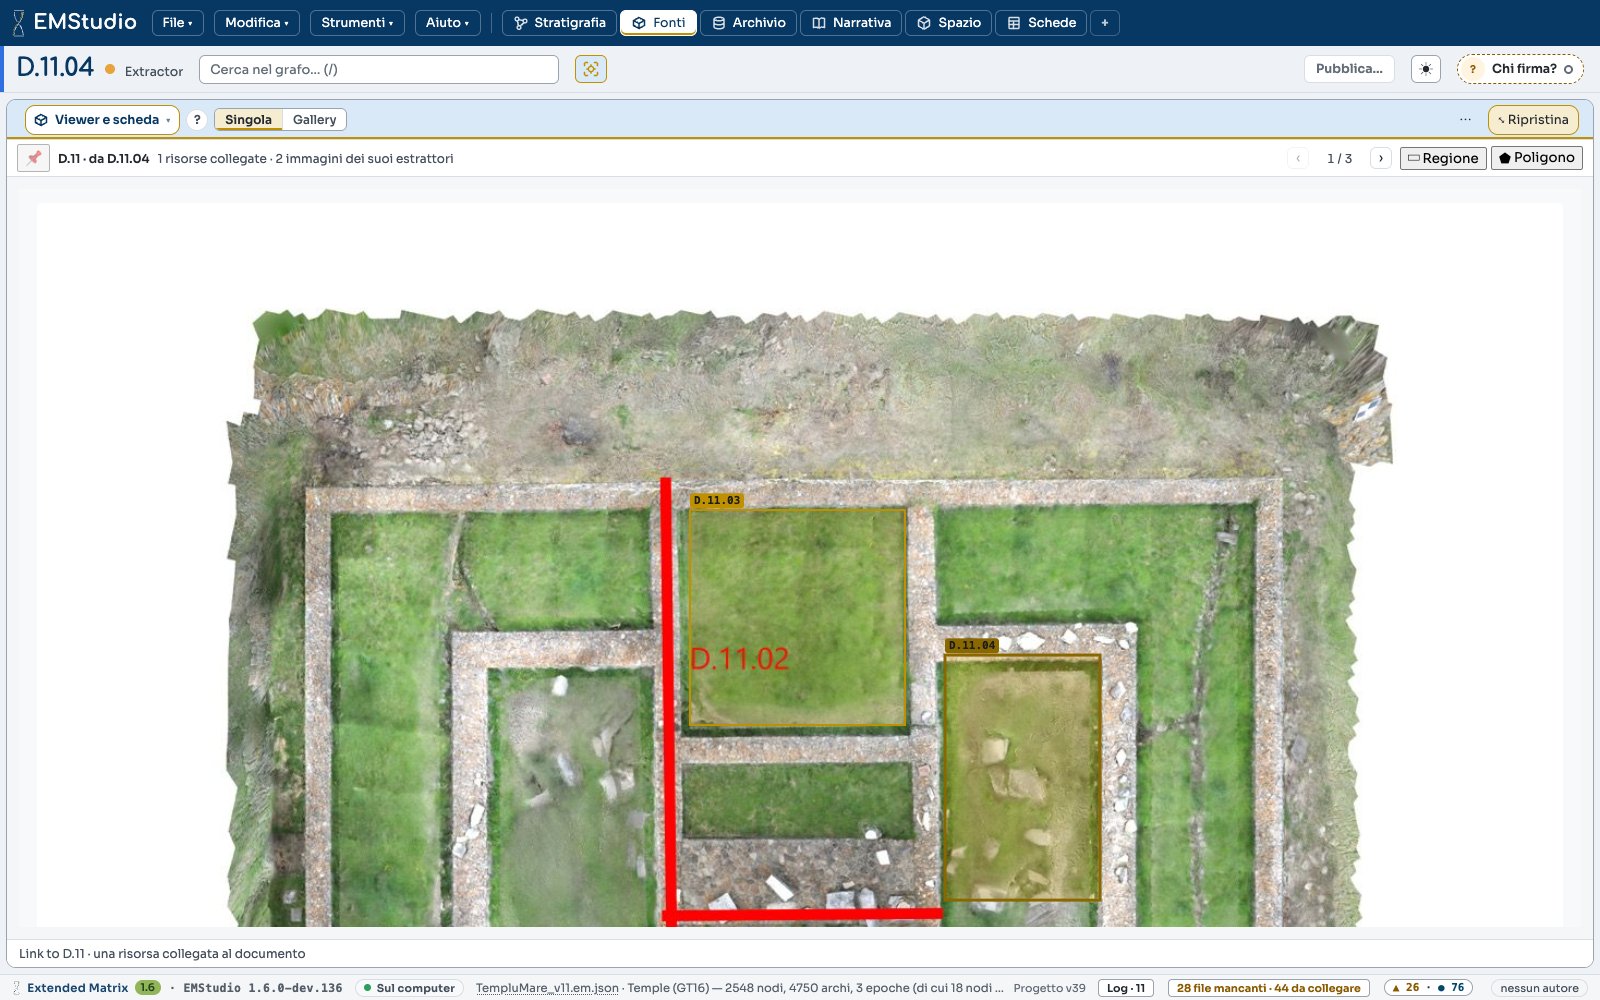 EMStudio File Modifica Strumenti Aiuto Stratigrafia Fonti Archivio Narrativa Spazio Schede +
D.11.04 Extractor Cerca nel grafo... (/) Pubblica... ? Chi firma?
Viewer e scheda ? Singola Gallery ... Ripristina
D.11 · da D.11.04 1 risorse collegate · 2 immagini dei suoi estrattori ‹ 1 / 3 › Regione Poligono
D.11.03
D.11.02
D.11.04
Link to D.11 · una risorsa collegata al documento
Extended Matrix 1.6 · EMStudio 1.6.0-dev.136 Sul computer TempluMare_v11.em.json · Temple (GT16) — 2548 nodi, 4750 archi, 3 epoche (di cui 18 nodi ... Progetto v39 Log · 11 28 file mancanti · 44 da collegare ▲ 26 · ● 76 nessun autore